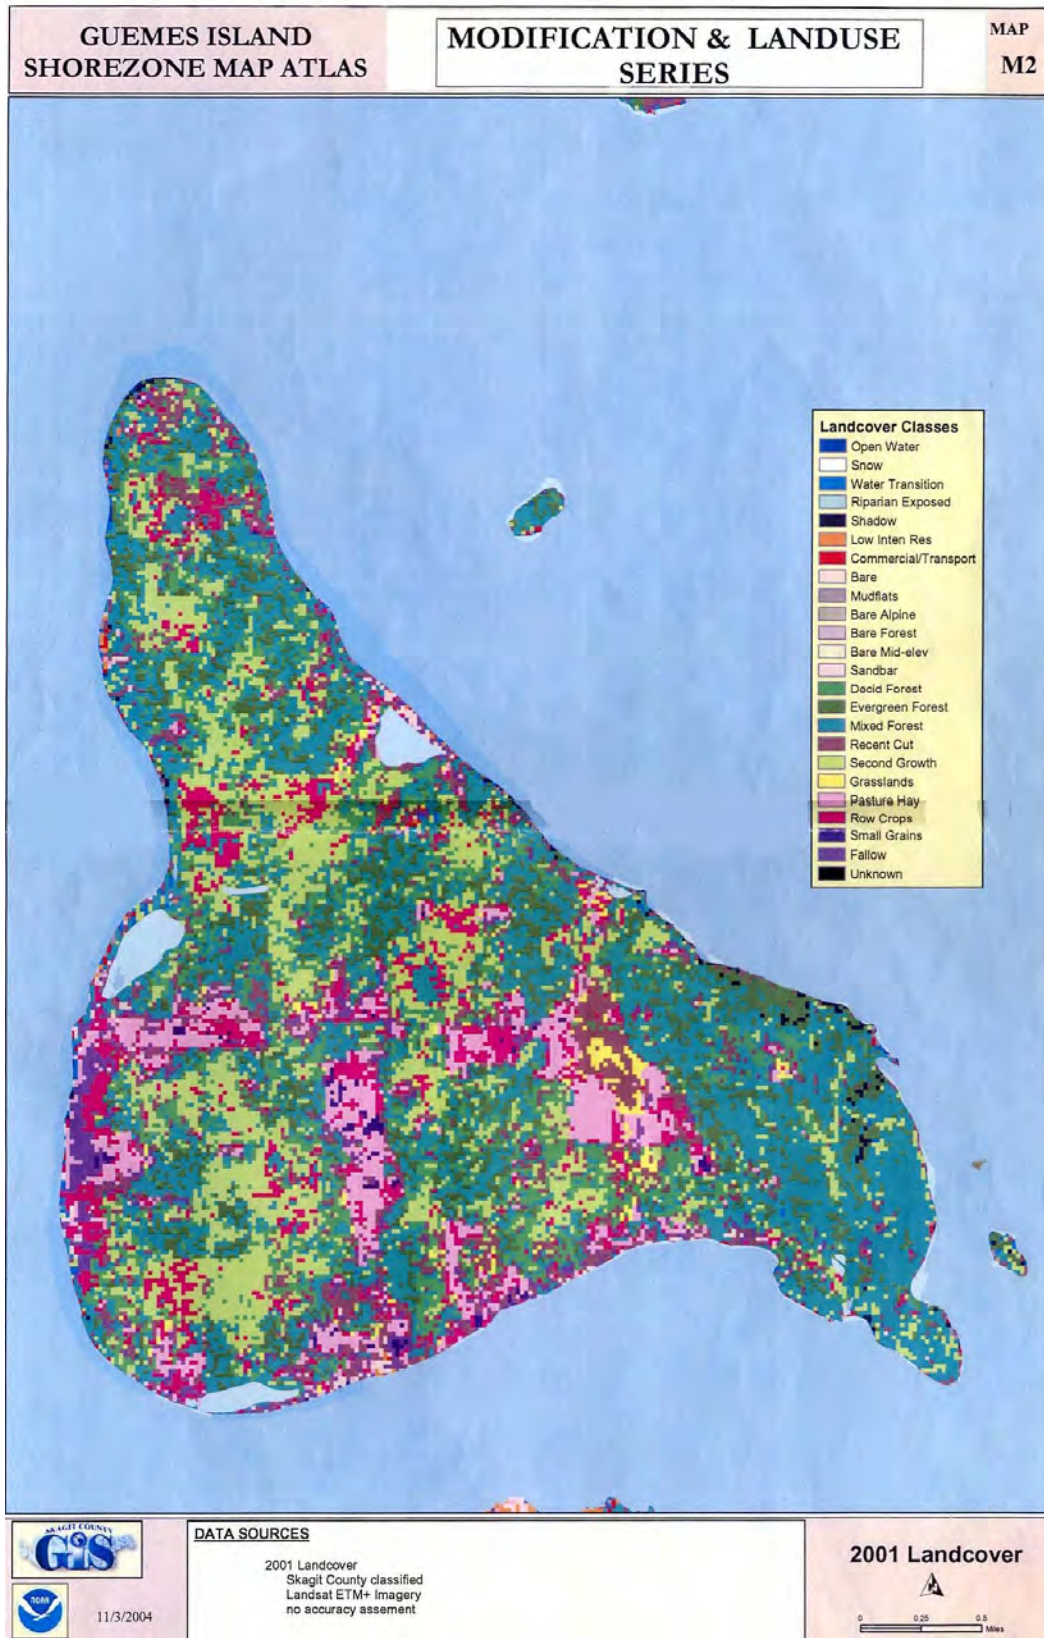 GUEMES ISLAND
SHOREZONE MAP ATLAS
MODIFICATION & LANDUSE
SERIES
MAP
M2
Landcover Classes
Open Water
Snow
Water Transition
Riparian Exposed
Shadow
Low Inten Res
Commercial/Transport
Bare
Mudflats
Bare Alpine
Bare Forest
Bare Mid-elev
Sandbar
Decid Forest
Evergreen Forest
Mixed Forest
Recent Cut
Second Growth
Grasslands
Pasture Hay
Row Crops
Small Grains
Fallow
Unknown
SKAGIT COUNTY
GIS
NOAA
11/3/2004
DATA SOURCES
2001 Landcover
Skagit County classified
Landsat ETM+ Imagery
no accuracy assement
2001 Landcover
N
0 0.25 0.5
Miles